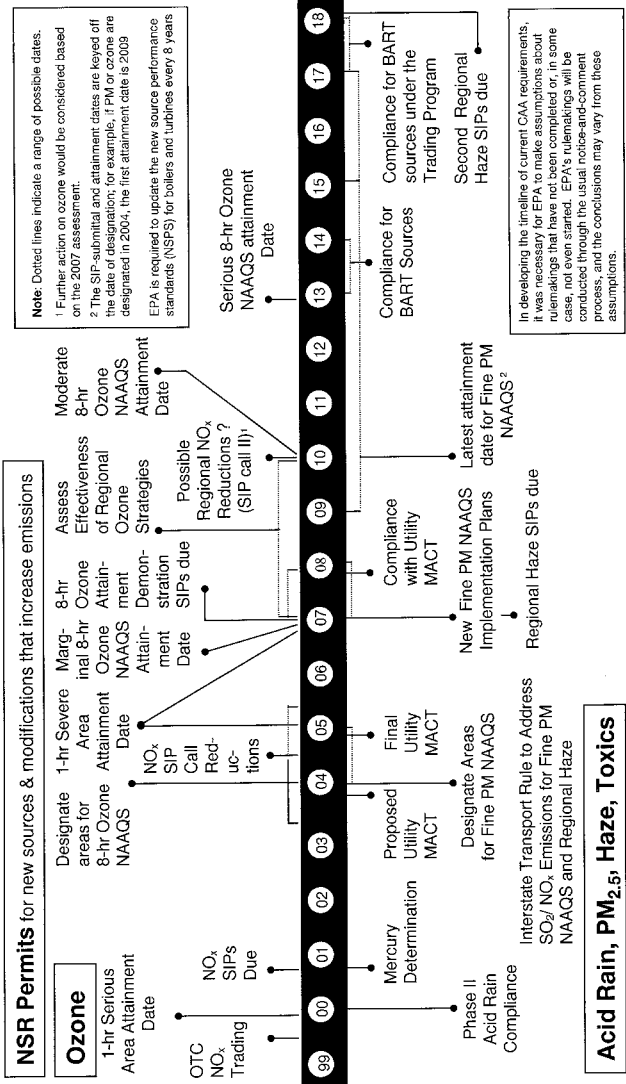 NSR Permits for new sources & modifications that increase emissions
Ozone
1-hr Serious
Area Attainment
Date
OTC
NOx
Trading
NOx
SIPs
Due
Designate
areas for
8-hr Ozone
NAAQS
1-hr Severe
Area
Attainment
Date
NOx
SIP
Call
Red-
uc-
tions
Marg-
inal 8-hr
Ozone
NAAQS
Attain-
ment
Date
8-hr
Ozone
Attain-
ment
Demon-
stration
SIPs due
Assess
Effectiveness
of Regional
Ozone
Strategies
Possible
Regional NOx
Reductions ?
(SIP call II)¹
Moderate
8-hr
Ozone
NAAQS
Attainment
Date
Serious 8-hr Ozone
NAAQS attainment
Date
Note: Dotted lines indicate a range of possible dates.
¹ Further action on ozone would be considered based
on the 2007 assessment.
² The SIP-submittal and attainment dates are keyed off
the date of designation; for example, if PM or ozone are
designated in 2004, the first attainment date is 2009
EPA is required to update the new source performance
standards (NSPS) for boilers and turbines every 8 years
99 00 01 02 03 04 05 06 07 08 09 10 11 12 13 14 15 16 17 18
Phase II
Acid Rain
Compliance
Mercury
Determination
Proposed
Utility
MACT
Final
Utility
MACT
Designate Areas
for Fine PM NAAQS
Interstate Transport Rule to Address
SO₂/ NOx Emissions for Fine PM
NAAQS and Regional Haze
Compliance
with Utility
MACT
New Fine PM NAAQS
Implementation Plans
Regional Haze SIPs due
Latest attainment
date for Fine PM
NAAQS²
Compliance for
BART Sources
Compliance for BART
sources under the
Trading Program
Second Regional
Haze SIPs due
In developing the timeline of current CAA requirements,
it was necessary for EPA to make assumptions about
rulemakings that have not been completed or, in some
case, not even started. EPA's rulemakings will be
conducted through the usual notice-and-comment
process, and the conclusions may vary from these
assumptions.
Acid Rain, PM₂.₅, Haze, Toxics